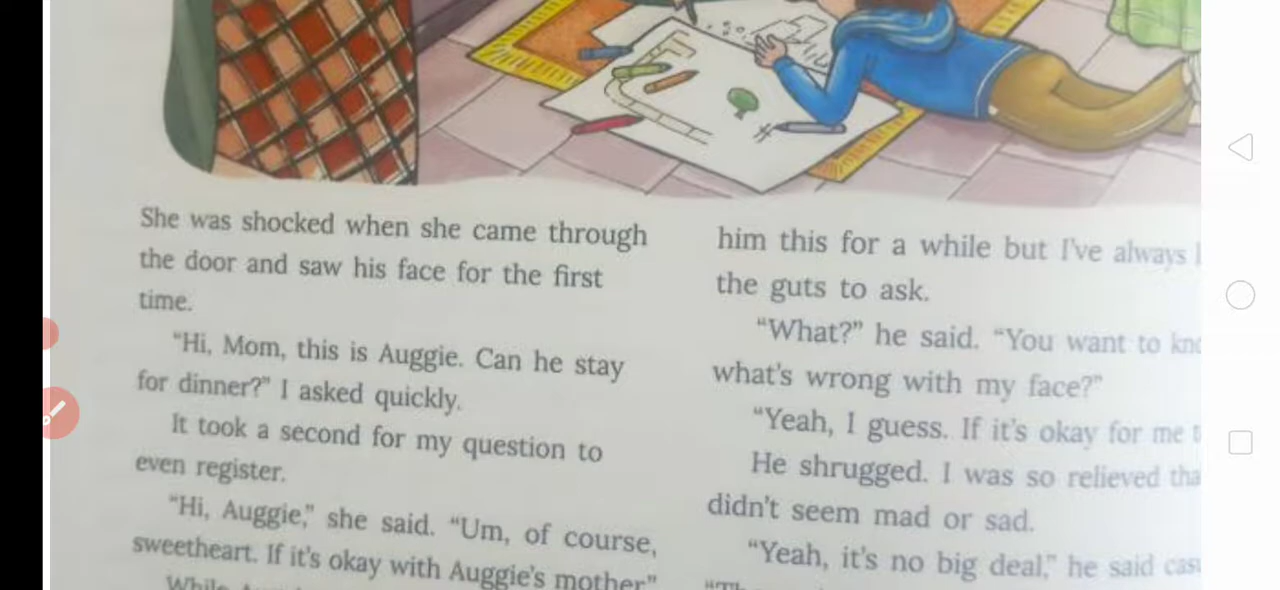 She was shocked when she came through
the door and saw his face for the first
time.
"Hi, Mom, this is Auggie. Can he stay
for dinner?" I asked quickly.
It took a second for my question to
even register.
"Hi, Auggie," she said. "Um, of course,
sweetheart. If it's okay with Auggie's mother"
While
him this for a while but I've always
the guts to ask.
"What?" he said. "You want to
what's wrong with my face?"
"Yeah, I guess. If it's okay for me
He shrugged. I was so relieved
didn't seem mad or sad.
"Yeah, it's no big deal," he said